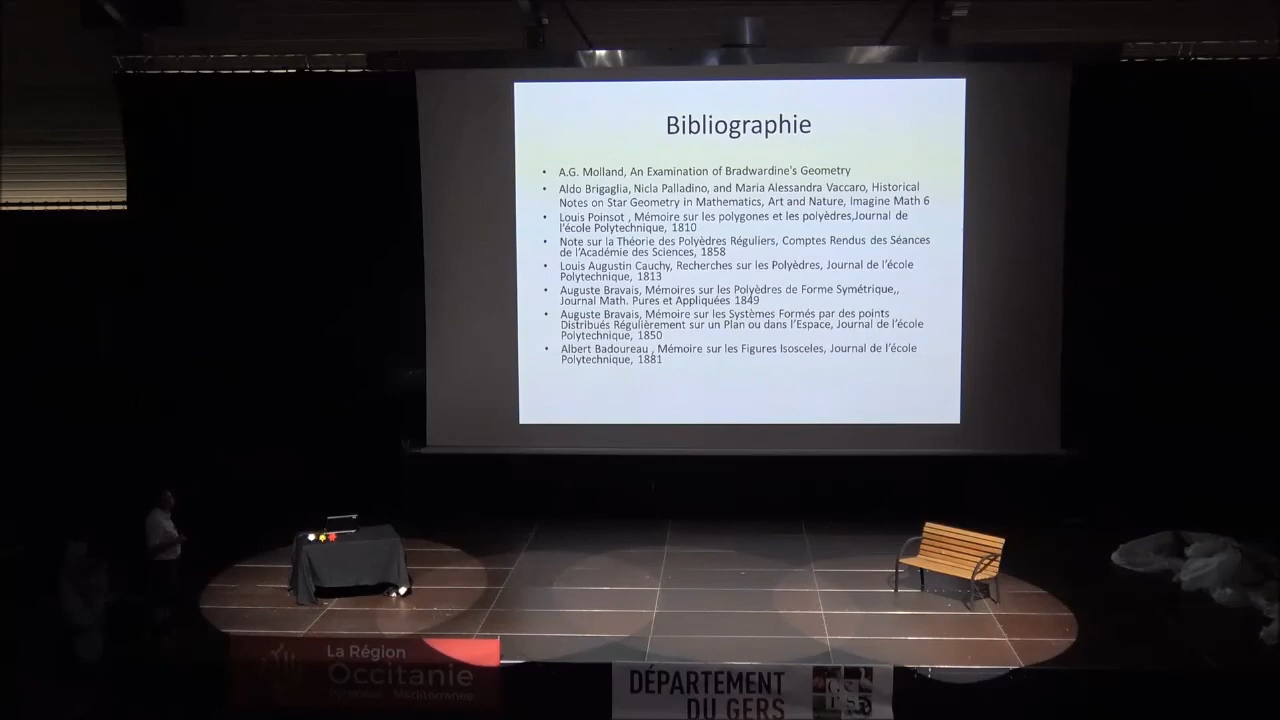 Bibliographie
• A.G. Molland, An Examination of Bradwardine's Geometry
• Aldo Brigaglia, Nicla Palladino, and Maria Alessandra Vaccaro, Historical
Notes on Star Geometry in Mathematics, Art and Nature, Imagine Math 6
• Louis Poinsot , Mémoire sur les polygones et les polyèdres,Journal de
l'école Polytechnique, 1810
• Note sur la Théorie des Polyèdres Réguliers, Comptes Rendus des Séances
de l'Académie des Sciences, 1858
• Louis Augustin Cauchy, Recherches sur les Polyèdres, Journal de l'école
Polytechnique, 1813
• Auguste Bravais, Mémoires sur les Polyèdres de Forme Symétrique,,
Journal Math. Pures et Appliquées 1849
• Auguste Bravais, Mémoire sur les Systèmes Formés par des points
Distribués Régulièrement sur un Plan ou dans l'Espace, Journal de l'école
Polytechnique, 1850
• Albert Badoureau , Mémoire sur les Figures Isosceles, Journal de l'école
Polytechnique, 1881
La Région
Occitanie
Pyrénées Méditerranée
DÉPARTEMENT
DU GERS